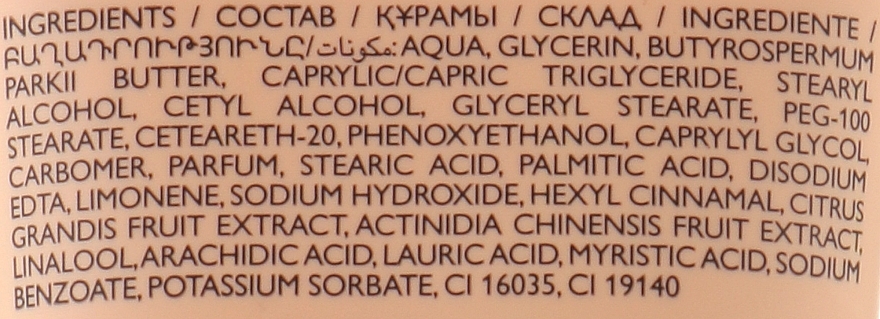 INGREDIENTS / СОСТАВ / ҚҰРАМЫ / СКЛАД / INGREDIENTE /
ԲԱՂԱԴՐՈՒԹՅՈՒՆԸ/مكونات: AQUA, GLYCERIN, BUTYROSPERMUM
PARKII BUTTER, CAPRYLIC/CAPRIC TRIGLYCERIDE, STEARYL
ALCOHOL, CETYL ALCOHOL, GLYCERYL STEARATE, PEG-100
STEARATE, CETEARETH-20, PHENOXYETHANOL, CAPRYLYL GLYCOL,
CARBOMER, PARFUM, STEARIC ACID, PALMITIC ACID, DISODIUM
EDTA, LIMONENE, SODIUM HYDROXIDE, HEXYL CINNAMAL, CITRUS
GRANDIS FRUIT EXTRACT, ACTINIDIA CHINENSIS FRUIT EXTRACT,
LINALOOL, ARACHIDIC ACID, LAURIC ACID, MYRISTIC ACID, SODIUM
BENZOATE, POTASSIUM SORBATE, CI 16035, CI 19140